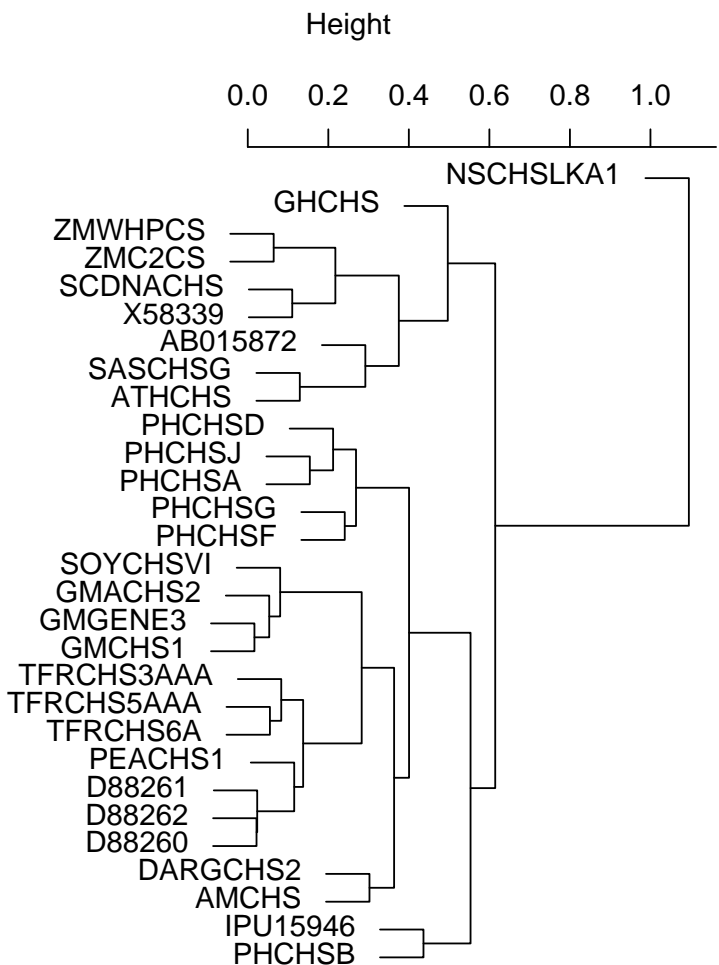 Height
0.0 0.2 0.4 0.6 0.8 1.0
NSCHSLKA1
GHCHS
ZMWHPCS
ZMC2CS
SCDNACHS
X58339
AB015872
SASCHSG
ATHCHS
PHCHSD
PHCHSJ
PHCHSA
PHCHSG
PHCHSF
SOYCHSVI
GMACHS2
GMGENE3
GMCHS1
TFRCHS3AAA
TFRCHS5AAA
TFRCHS6A
PEACHS1
D88261
D88262
D88260
DARGCHS2
AMCHS
IPU15946
PHCHSB